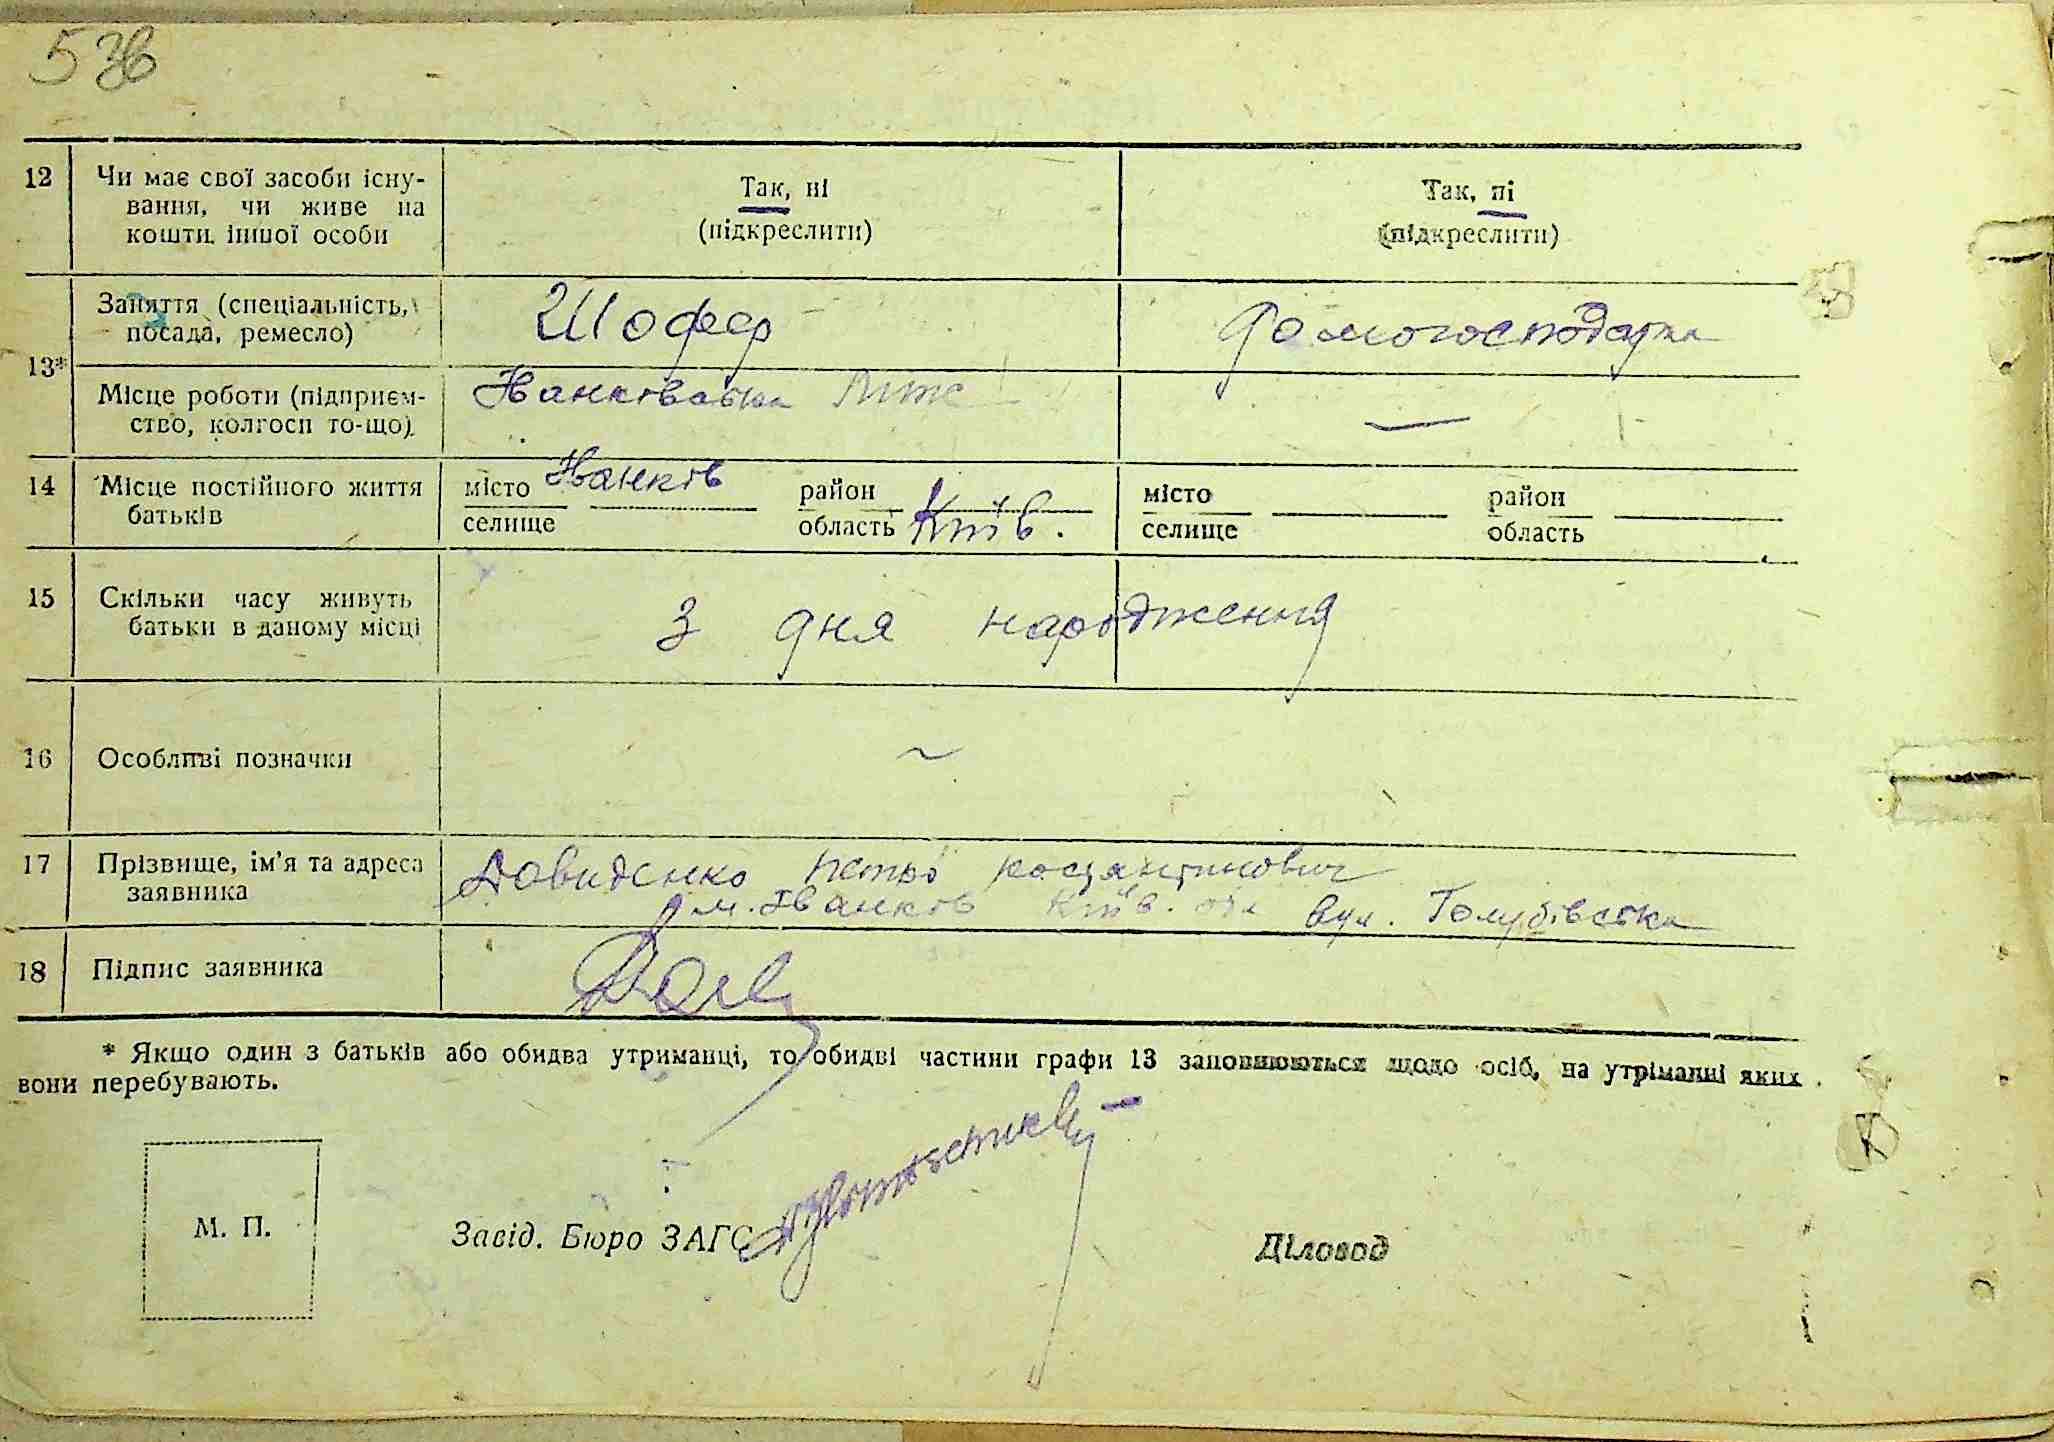 53в
12 Чи має свої засоби існу-
вання, чи живе на
кошти іншої особи
Так, ні
(підкреслити)
Так, ні
(підкреслити)
13*
Заняття (спеціальність,
посада, ремесло)
Шофер
домогосподарка
Місце роботи (підприєм-
ство, колгосп то-що)
Іванківська МТС
—
14 Місце постійного життя
батьків
місто Іванків район
селище область Київ.
місто район
селище область
15 Скільки часу живуть
батьки в даному місці
З дня народження
16 Особливі позначки ~
17 Прізвище, ім'я та адреса
заявника
Давиденко Петро Костянтинович
м. Іванків Київ. обл вул. Голубівська
18 Підпис заявника
* Якщо один з батьків або обидва утриманці, то обидві частини графи 13 заповнюються щодо осіб, на утріманні яких
вони перебувають.
М. П.
Завід. Бюро ЗАГС
Діловод